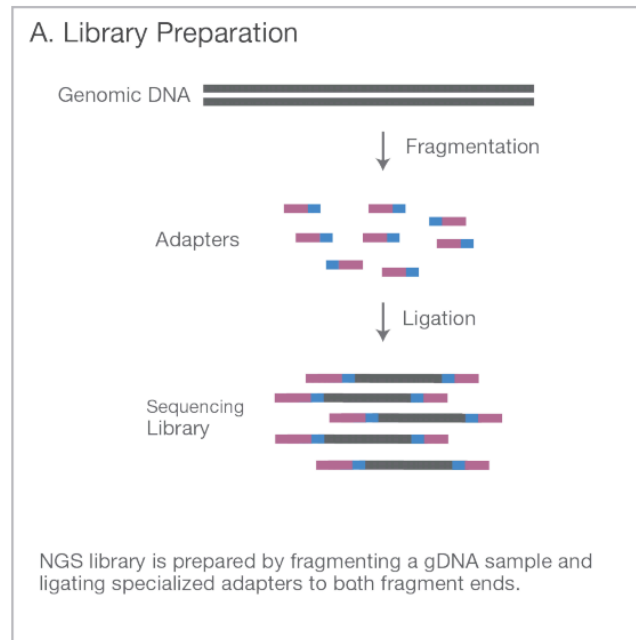 A. Library Preparation
Genomic DNA
Fragmentation
Adapters
Ligation
Sequencing
Library
NGS library is prepared by fragmenting a gDNA sample and
ligating specialized adapters to both fragment ends.